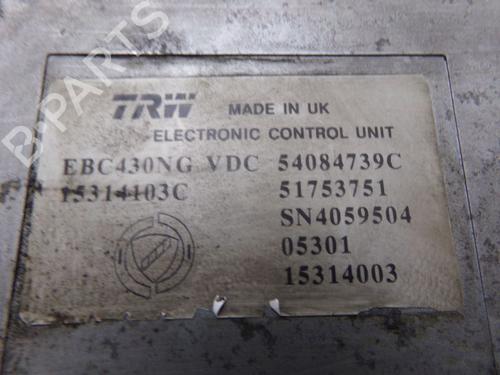 TRW MADE IN UK
ELECTRONIC CONTROL UNIT
EBC430NG VDC 54084739C
15314103C 51753751
SN4059504
05301
15314003
B-PARTS